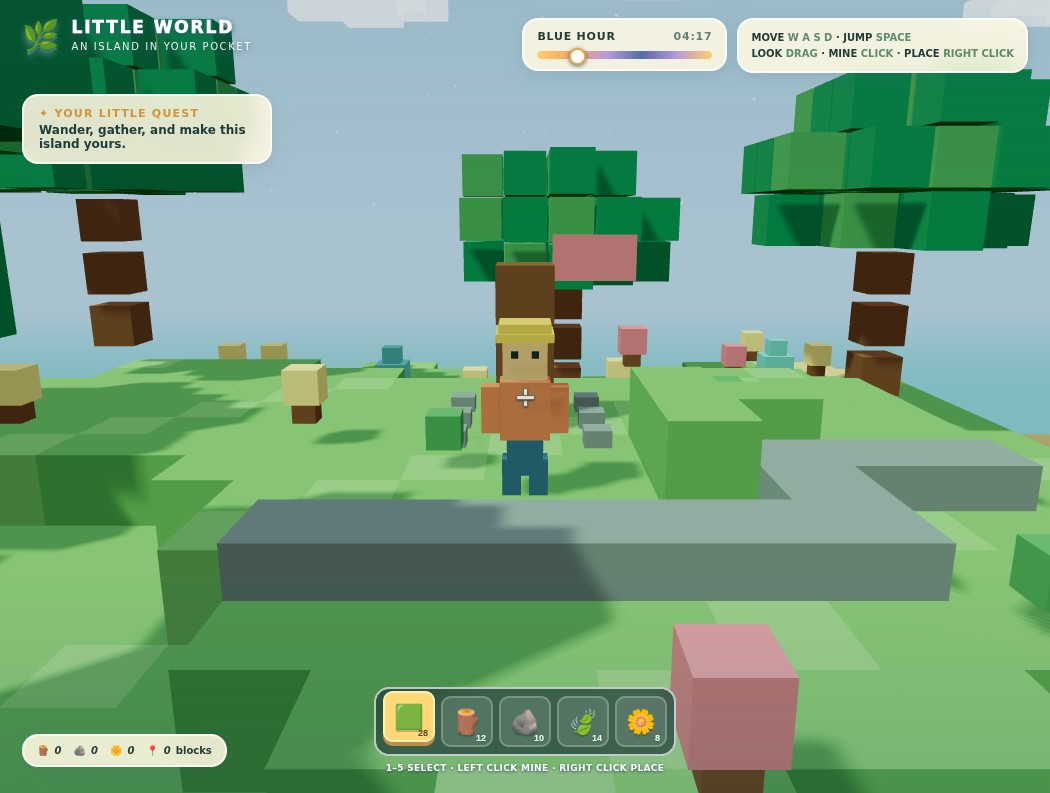 LITTLE WORLD
AN ISLAND IN YOUR POCKET
BLUE HOUR 04:17
MOVE W A S D · JUMP SPACE
LOOK DRAG · MINE CLICK · PLACE RIGHT CLICK
✦ YOUR LITTLE QUEST
Wander, gather, and make this
island yours.
28 12 10 14 8
0 0 0 0 blocks
1–5 SELECT · LEFT CLICK MINE · RIGHT CLICK PLACE